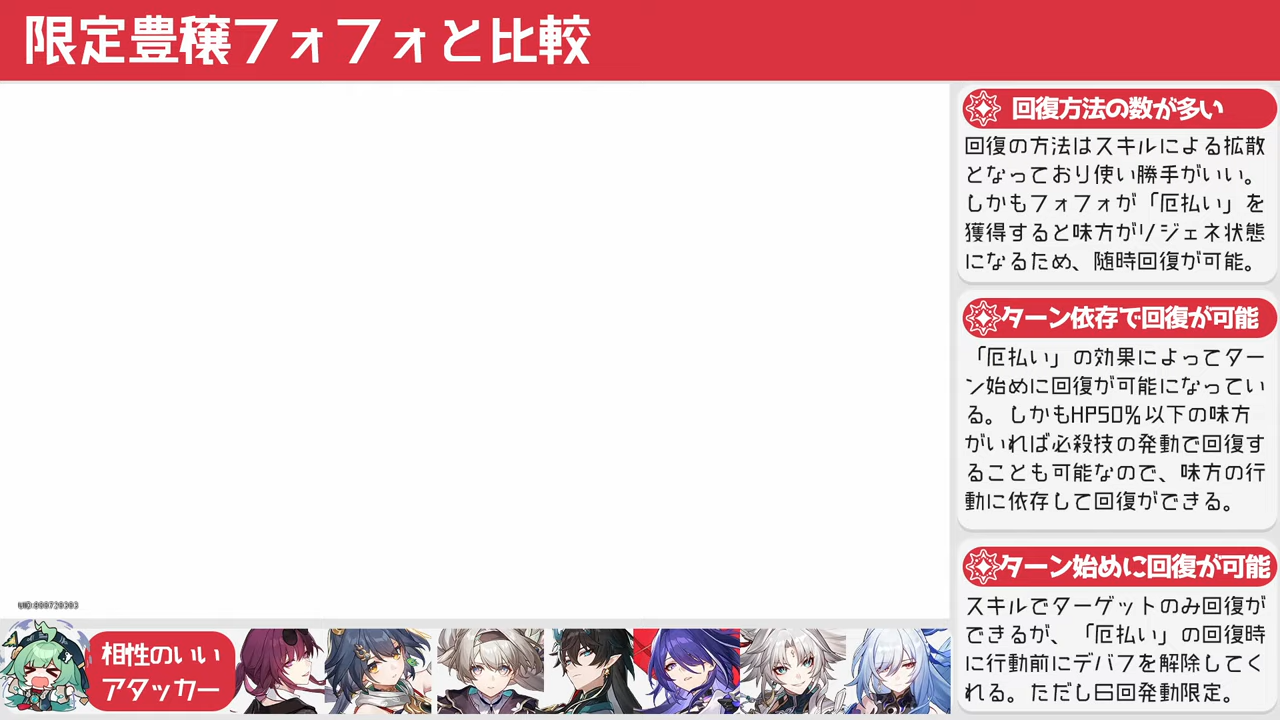 限定豊穣フォフォと比較
回復方法の数が多い
回復の方法はスキルによる拡散
となっており使い勝手がいい。
しかもフォフォが「厄払い」を
獲得すると味方がリジェネ状態
になるため、随時回復が可能。
ターン依存で回復が可能
「厄払い」の効果によってター
ン始めに回復が可能になってい
る。しかもHP50%以下の味方
がいれば必殺技の発動で回復す
ることも可能なので、味方の行
動に依存して回復ができる。
ターン始めに回復が可能
スキルでターゲットのみ回復が
できるが、「厄払い」の回復時
に行動前にデバフを解除してく
れる。ただし6回発動限定。
相性のいい
アタッカー